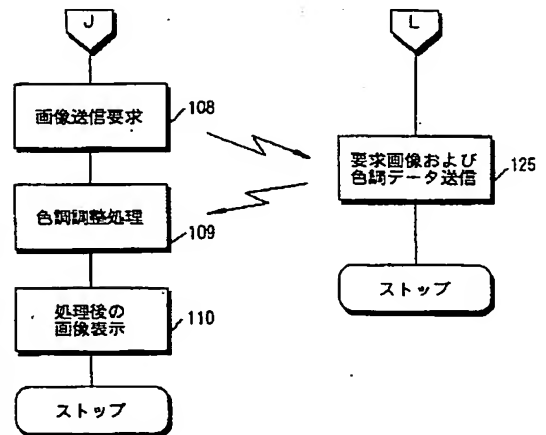 J
画像送信要求
108
色調調整処理
109
処理後の
画像表示
110
ストップ
L
要求画像および
色調データ送信
125
ストップ